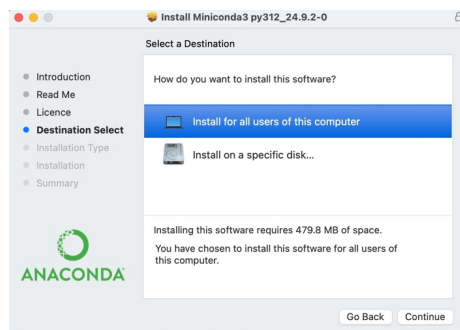 Install Miniconda3 py312_24.9.2-0
Select a Destination
Introduction
Read Me
Licence
Destination Select
Installation Type
Installation
Summary
How do you want to install this software?
Install for all users of this computer
Install on a specific disk...
Installing this software requires 479.8 MB of space.
You have chosen to install this software for all users of
this computer.
ANACONDA
Go Back
Continue